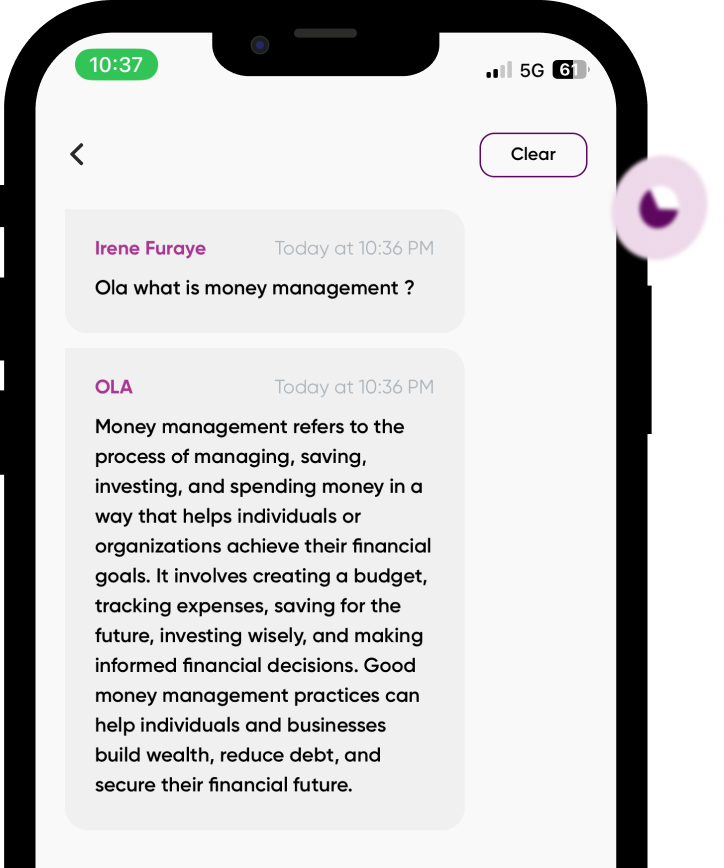 10:37
5G 61
Clear
Irene Furaye Today at 10:36 PM
Ola what is money management ?
OLA Today at 10:36 PM
Money management refers to the
process of managing, saving,
investing, and spending money in a
way that helps individuals or
organizations achieve their financial
goals. It involves creating a budget,
tracking expenses, saving for the
future, investing wisely, and making
informed financial decisions. Good
money management practices can
help individuals and businesses
build wealth, reduce debt, and
secure their financial future.